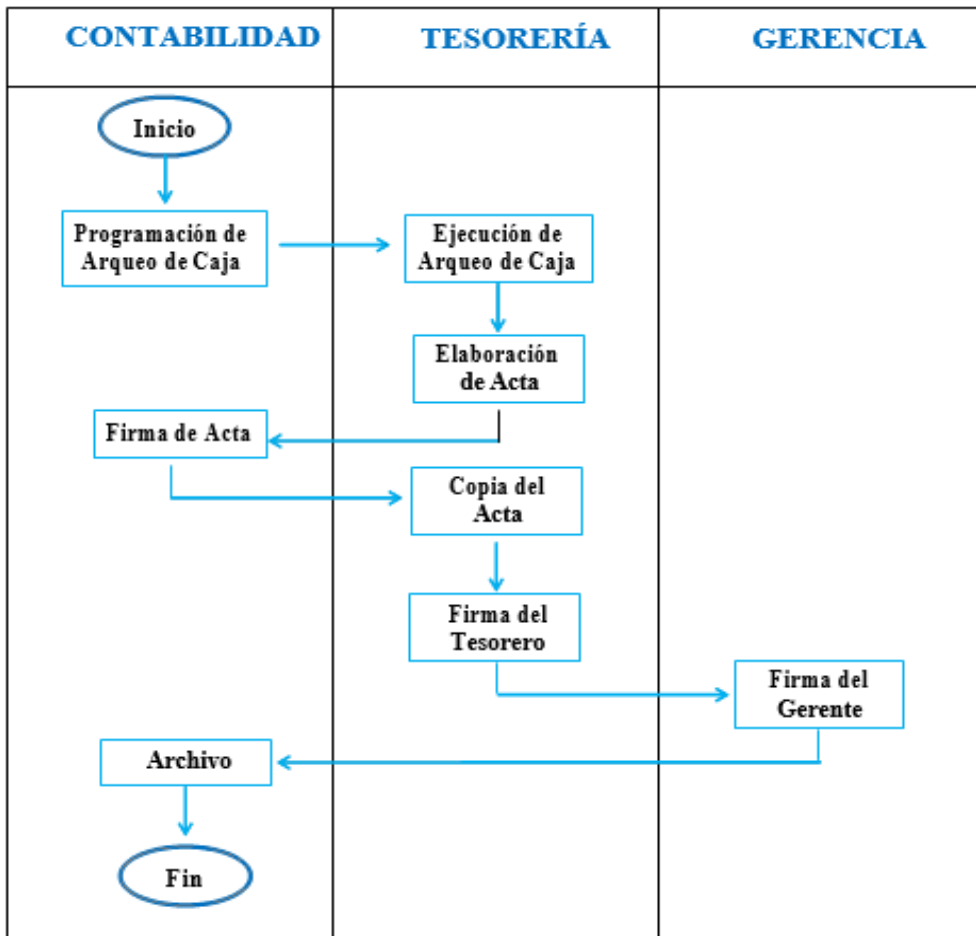 CONTABILIDAD
TESORERÍA
GERENCIA
Inicio
Programación de
Arqueo de Caja
Ejecución de
Arqueo de Caja
Elaboración
de Acta
Firma de Acta
Copia del
Acta
Firma del
Tesorero
Firma del
Gerente
Archivo
Fin